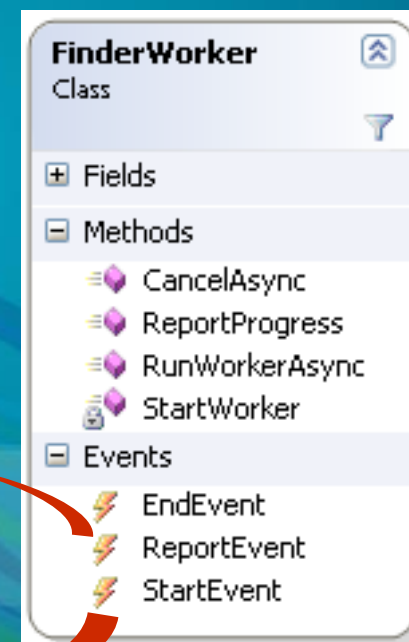 FinderWorker
Class
Fields
Methods
CancelAsync
ReportProgress
RunWorkerAsync
StartWorker
Events
EndEvent
ReportEvent
StartEvent